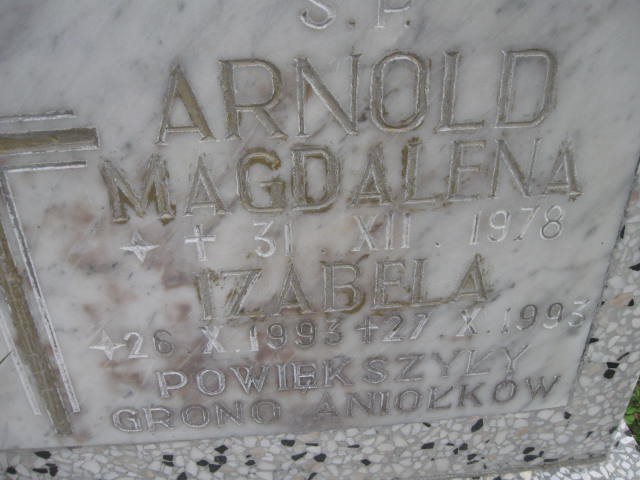 Ś.P.
ARNOLD
MAGDALENA
✦ ✝ 31. XII. 1978
IZABELA
✦ 26.X.1993 ✝ 27.X.1993
POWIĘKSZYŁY
GRONO ANIOŁKÓW